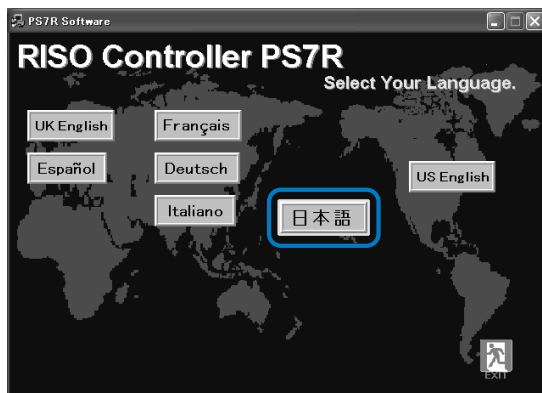 PS7R Software
RISO Controller PS7R
Select Your Language.
UK English
Français
Español
Deutsch
US English
Italiano
日本語
EXIT